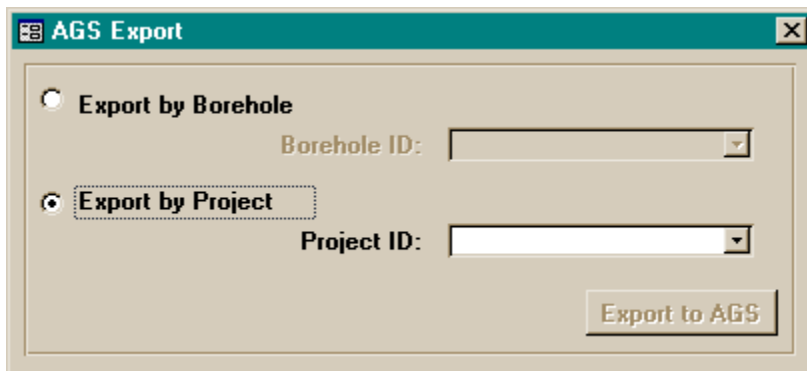 AGS Export
Export by Borehole
Borehole ID:
Export by Project
Project ID:
Export to AGS